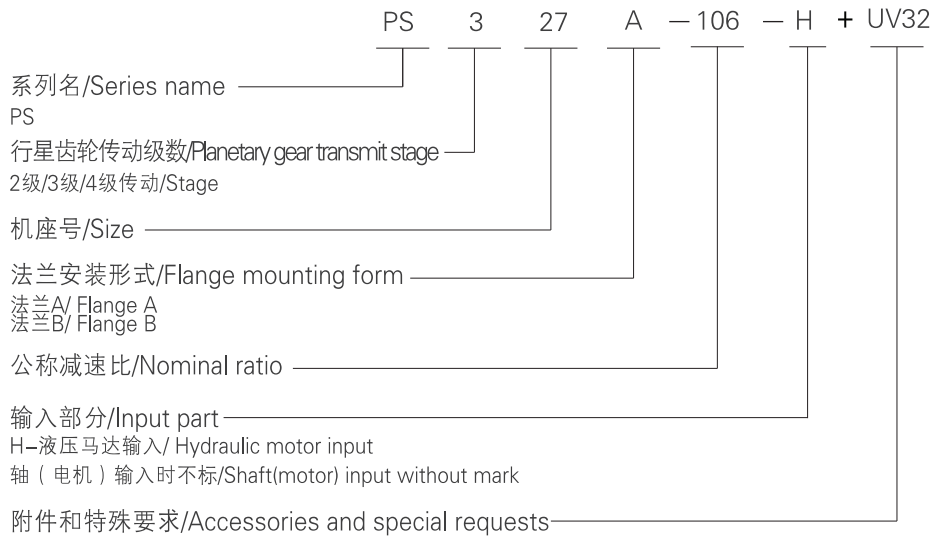 PS 3 27 A – 106 – H + UV32
系列名/Series name
PS
行星齿轮传动级数/Planetary gear transmit stage
2级/3级/4级传动/Stage
机座号/Size
法兰安装形式/Flange mounting form
法兰A/ Flange A
法兰B/ Flange B
公称减速比/Nominal ratio
输入部分/Input part
H–液压马达输入/ Hydraulic motor input
轴（电机）输入时不标/Shaft(motor) input without mark
附件和特殊要求/Accessories and special requests